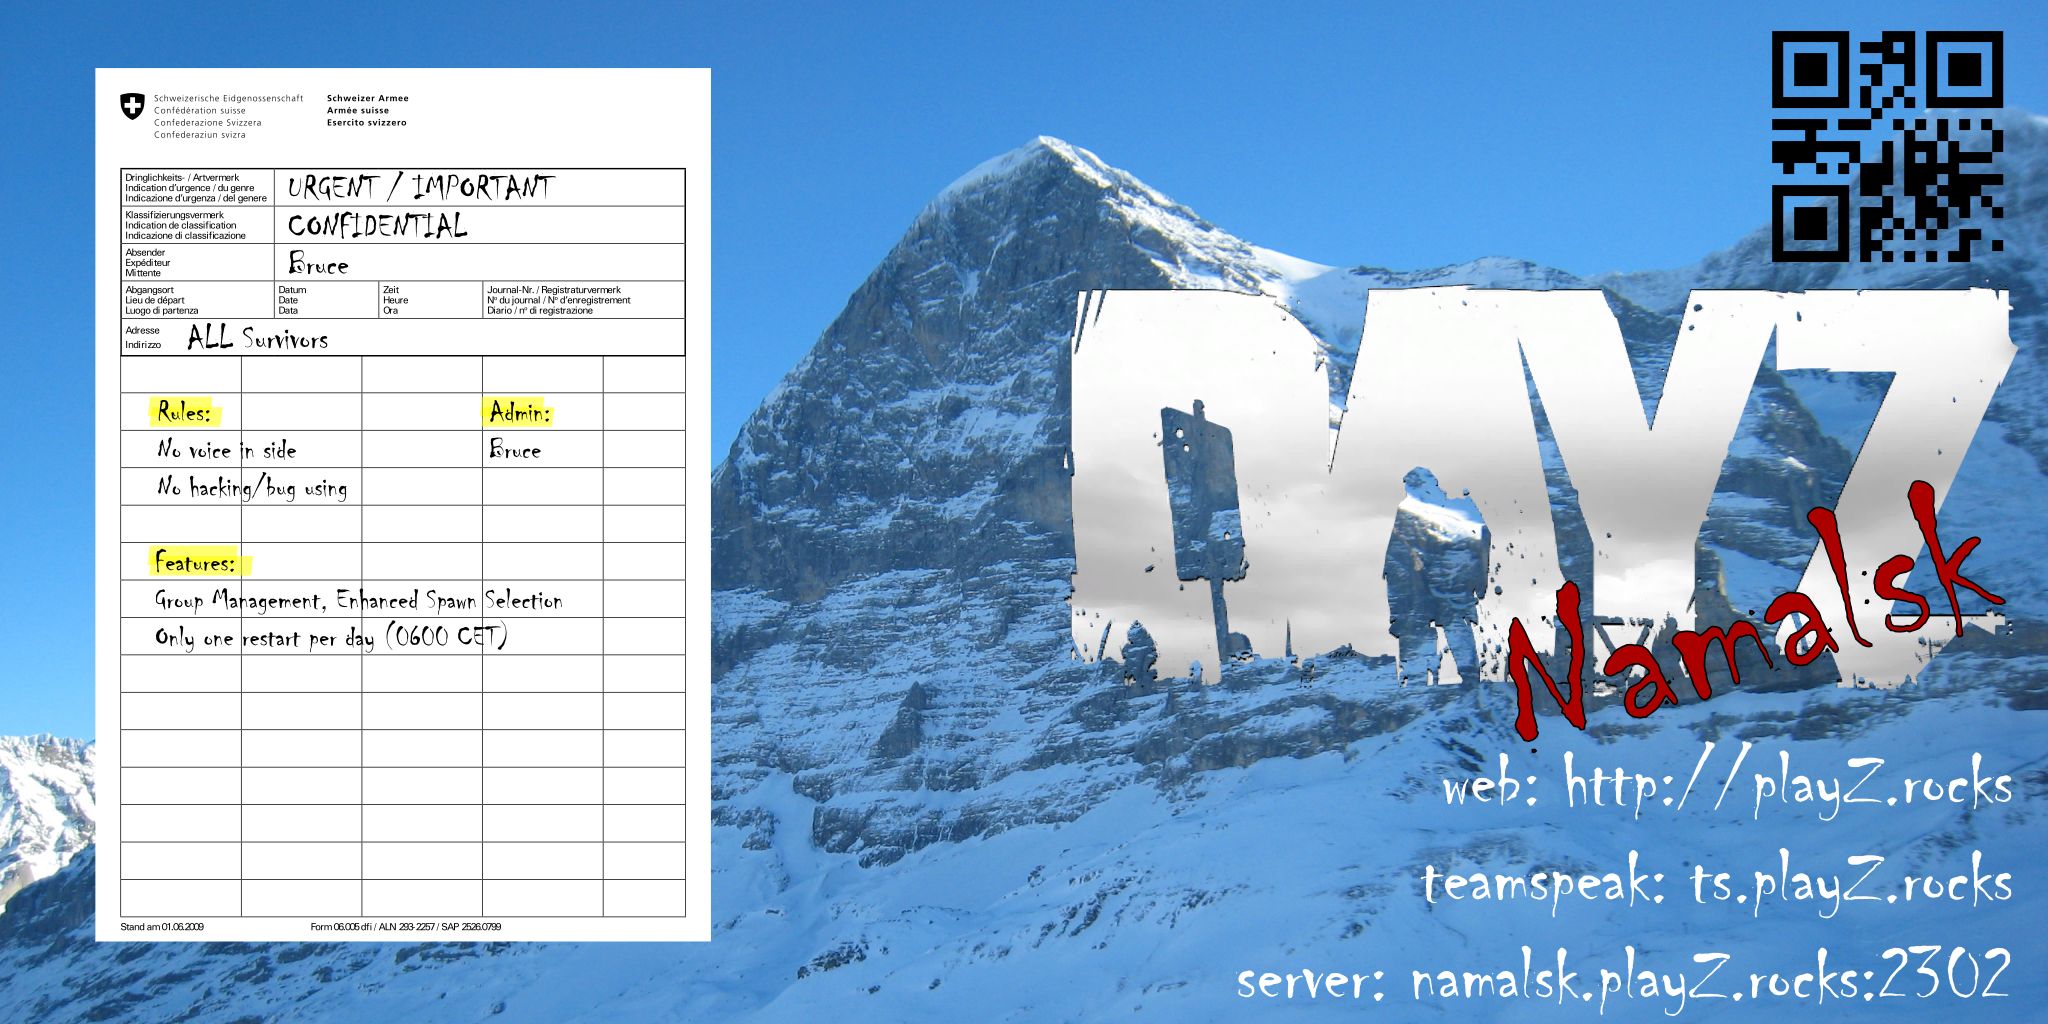 Schweizerische Eidgenossenschaft
Confédération suisse
Confederazione Svizzera
Confederaziun svizra
Schweizer Armee
Armée suisse
Esercito svizzero
Dringlichkeits- / Artvermerk
Indication d'urgence / du genre
Indicazione d'urgenza / del genere
URGENT / IMPORTANT
Klassifizierungsvermerk
Indication de classification
Indicazione di classificazione
CONFIDENTIAL
Absender
Expéditeur
Mittente
Bruce
Abgangsort
Lieu de départ
Luogo di partenza
Datum
Date
Data
Zeit
Heure
Ora
Journal-Nr. / Registraturvermerk
N° du journal / N° d'enregistrement
Diario / n° di registrazione
Adresse
Indirizzo
ALL Survivors
Rules:
No voice in side
No hacking/bug using
Admin:
Bruce
Features:
Group Management, Enhanced Spawn Selection
Only one restart per day (0600 CET)
Stand am 01.06.2009
Form 06.005 dfi / ALN 293-2257 / SAP 2526.0799
DAYZ
Namalsk
web: http://playZ.rocks
teamspeak: ts.playZ.rocks
server: namalsk.playZ.rocks:2302